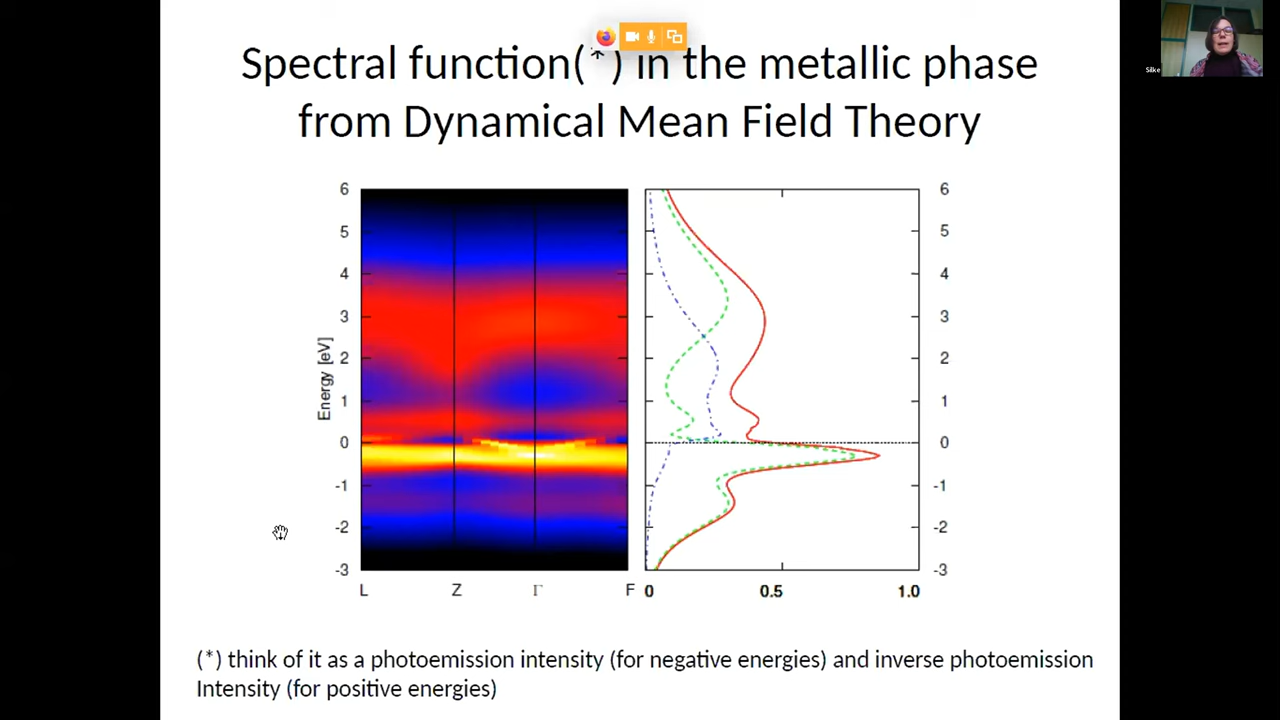 Spectral function(*) in the metallic phase
from Dynamical Mean Field Theory
Silke
6
5
4
3
2
1
0
-1
-2
-3
Energy [eV]
L Z Γ F
6
5
4
3
2
1
0
-1
-2
-3
0 0.5 1.0
(*) think of it as a photoemission intensity (for negative energies) and inverse photoemission
Intensity (for positive energies)